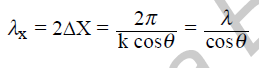 λx = 2ΔX = 2π / k cosθ = λ / cosθ